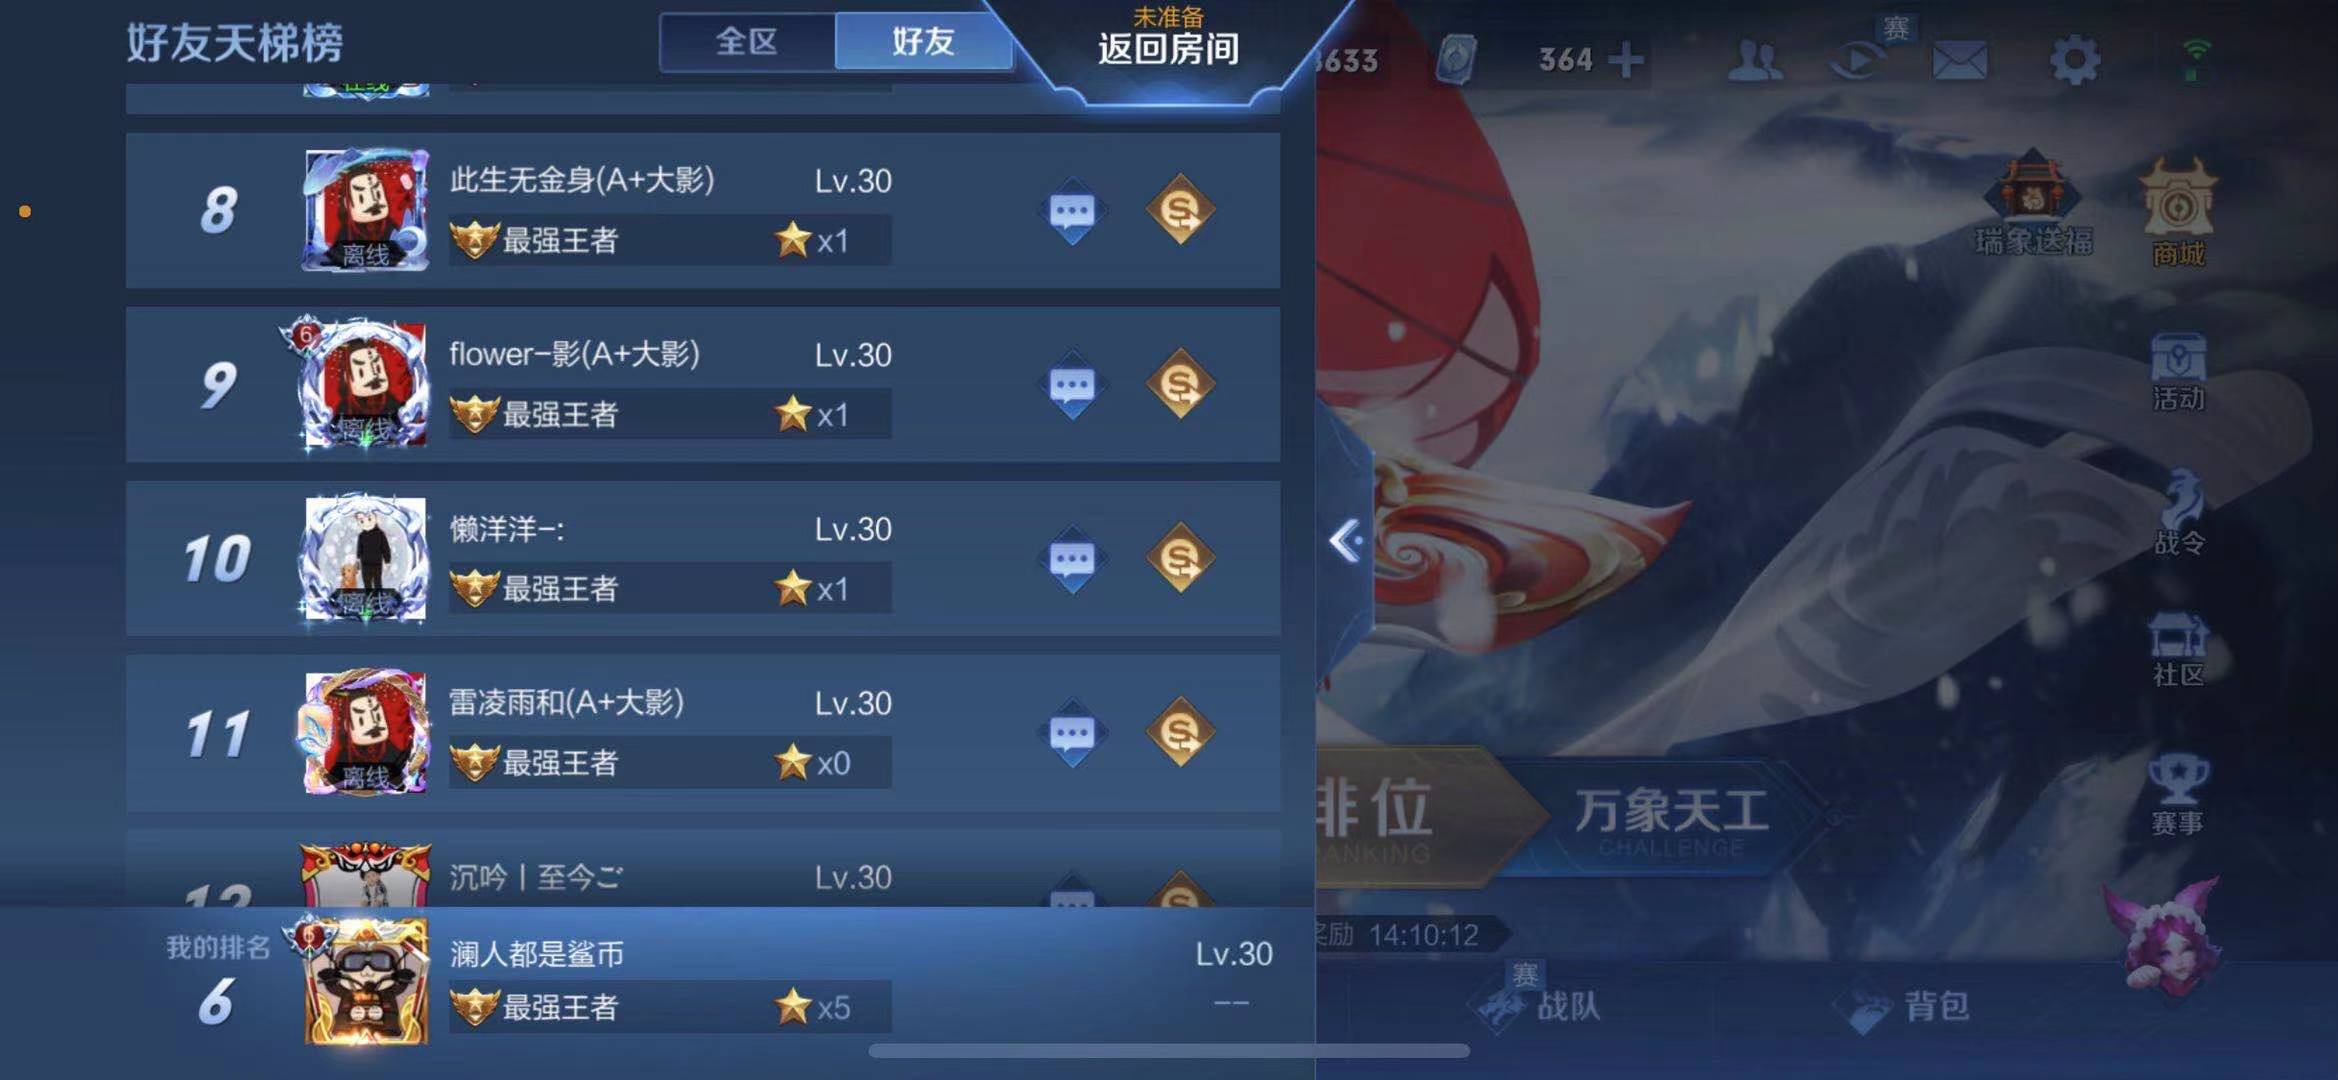 好友天梯榜
全区
好友
未准备
返回房间
3633
364
赛
在线
8
此生无金身(A+大影)
Lv.30
离线
最强王者
x1
瑞象送福
商城
9
6
flower-影(A+大影)
Lv.30
离线
最强王者
x1
活动
10
懒洋洋-:
Lv.30
离线
最强王者
x1
战令
社区
11
雷凌雨和(A+大影)
Lv.30
离线
最强王者
x0
排位
RANKING
万象天工
CHALLENGE
赛事
12
沉吟丨至今ご
Lv.30
我的排名
6
6
澜人都是鲨币
Lv.30
最强王者
x5
--
奖励 14:10:12
赛
战队
背包